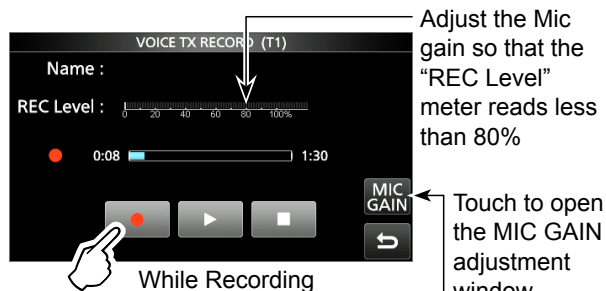 VOICE TX RECORD (T1)
Name :
REC Level :
0 20 40 60 80 100%
0:08 1:30
MIC GAIN
While Recording
Adjust the Mic
gain so that the
“REC Level”
meter reads less
than 80%
Touch to open
the MIC GAIN
adjustment
window